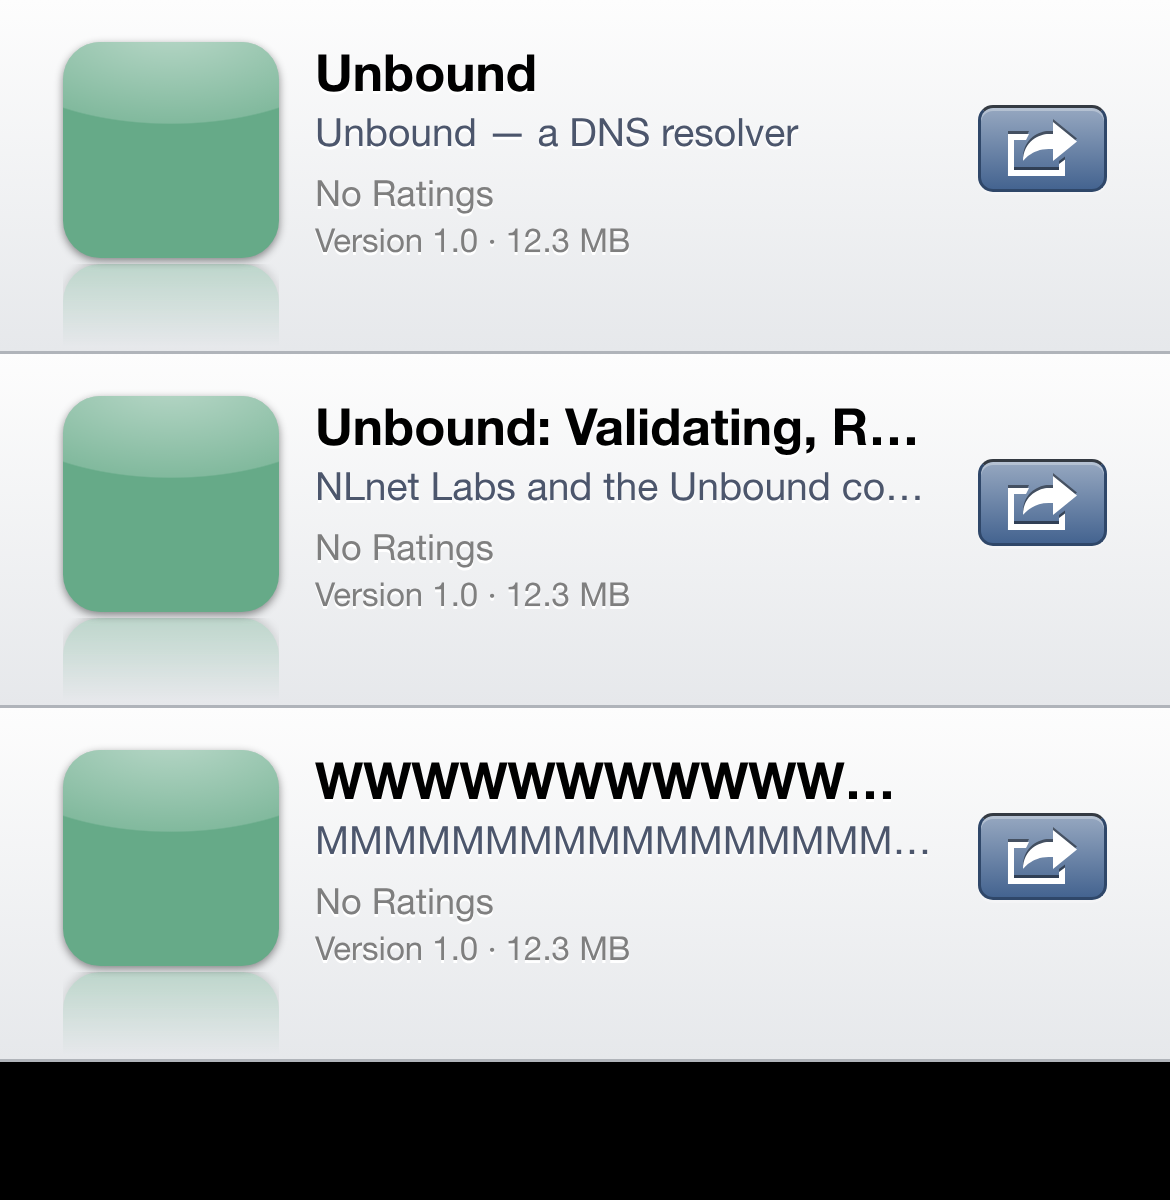 Unbound
Unbound — a DNS resolver
No Ratings
Version 1.0 · 12.3 MB
Unbound: Validating, R…
NLnet Labs and the Unbound co…
No Ratings
Version 1.0 · 12.3 MB
WWWWWWWWWWW…
MMMMMMMMMMMMMMMMM…
No Ratings
Version 1.0 · 12.3 MB